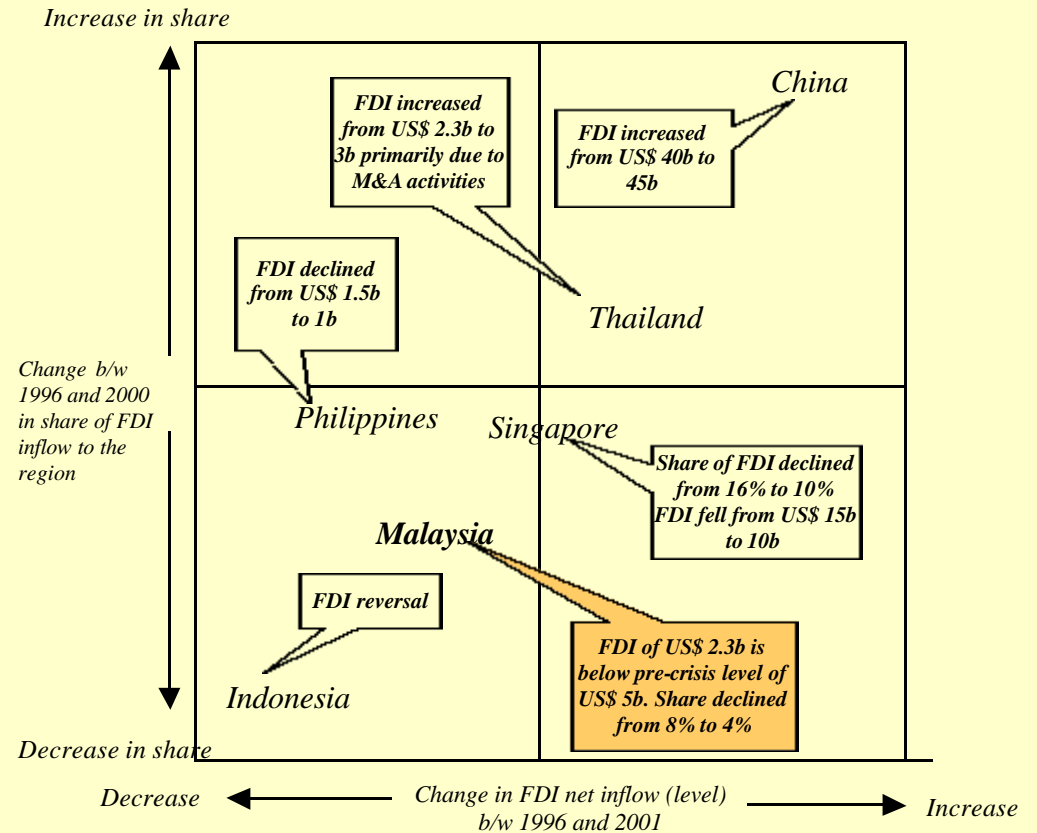 Increase in share
China
FDI increased
from US$ 2.3b to
3b primarily due to
M&A activities
FDI increased
from US$ 40b to
45b
FDI declined
from US$ 1.5b
to 1b
Thailand
Change b/w
1996 and 2000
in share of FDI
inflow to the
region
Philippines
Singapore
Share of FDI declined
from 16% to 10%
FDI fell from US$ 15b
to 10b
Malaysia
FDI reversal
FDI of US$ 2.3b is
below pre-crisis level of
US$ 5b. Share declined
from 8% to 4%
Indonesia
Decrease in share
Decrease
Change in FDI net inflow (level)
b/w 1996 and 2001
Increase